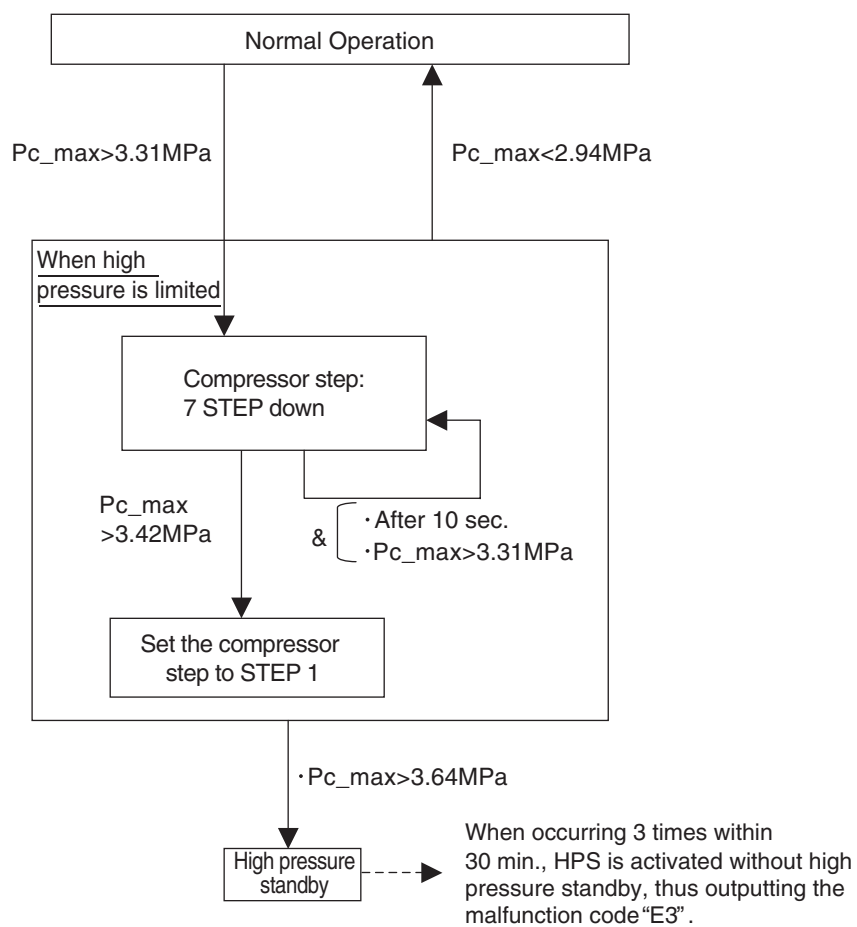 Normal Operation
Pc_max>3.31MPa
Pc_max<2.94MPa
When high
pressure is limited
Compressor step:
7 STEP down
Pc_max
>3.42MPa
&
・After 10 sec.
・Pc_max>3.31MPa
Set the compressor
step to STEP 1
・Pc_max>3.64MPa
High pressure
standby
When occurring 3 times within
30 min., HPS is activated without high
pressure standby, thus outputting the
malfunction code “E3”.